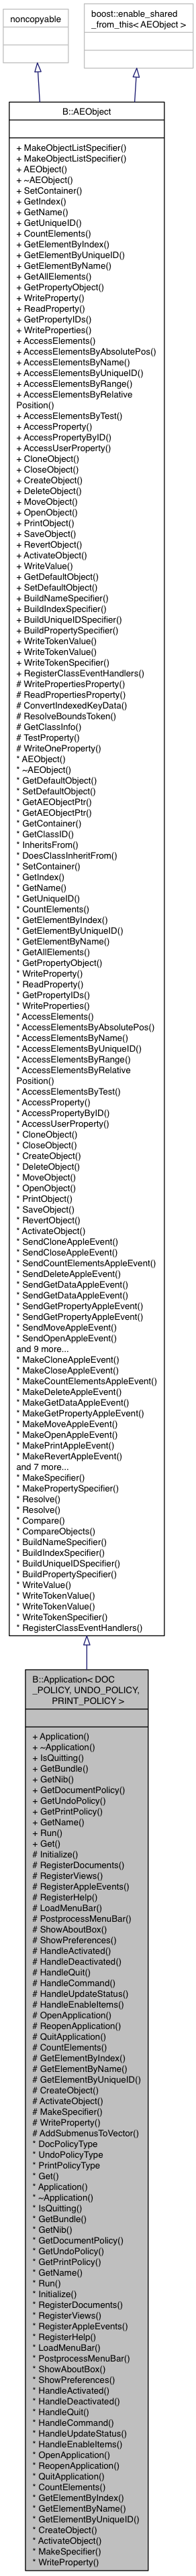 noncopyable
boost::enable_shared
_from_this< AEObject >
B::AEObject
+ MakeObjectListSpecifier()
+ MakeObjectListSpecifier()
+ AEObject()
+ ~AEObject()
+ SetContainer()
+ GetIndex()
+ GetName()
+ GetUniqueID()
+ CountElements()
+ GetElementByIndex()
+ GetElementByUniqueID()
+ GetElementByName()
+ GetAllElements()
+ GetPropertyObject()
+ WriteProperty()
+ ReadProperty()
+ GetPropertyIDs()
+ WriteProperties()
+ AccessElements()
+ AccessElementsByAbsolutePos()
+ AccessElementsByName()
+ AccessElementsByUniqueID()
+ AccessElementsByRange()
+ AccessElementsByRelative
Position()
+ AccessElementsByTest()
+ AccessProperty()
+ AccessPropertyByID()
+ AccessUserProperty()
+ CloneObject()
+ CloseObject()
+ CreateObject()
+ DeleteObject()
+ MoveObject()
+ OpenObject()
+ PrintObject()
+ SaveObject()
+ RevertObject()
+ ActivateObject()
+ WriteValue()
+ GetDefaultObject()
+ SetDefaultObject()
+ BuildNameSpecifier()
+ BuildIndexSpecifier()
+ BuildUniqueIDSpecifier()
+ BuildPropertySpecifier()
+ WriteTokenValue()
+ WriteTokenValue()
+ WriteTokenSpecifier()
+ RegisterClassEventHandlers()
# WritePropertiesProperty()
# ReadPropertiesProperty()
# ConvertIndexedKeyData()
# ResolveBoundsToken()
# GetClassInfo()
# TestProperty()
# WriteOneProperty()
* AEObject()
* ~AEObject()
* GetDefaultObject()
* SetDefaultObject()
* GetAEObjectPtr()
* GetAEObjectPtr()
* GetContainer()
* GetClassID()
* InheritsFrom()
* DoesClassInheritFrom()
* SetContainer()
* GetIndex()
* GetName()
* GetUniqueID()
* CountElements()
* GetElementByIndex()
* GetElementByUniqueID()
* GetElementByName()
* GetAllElements()
* GetPropertyObject()
* WriteProperty()
* ReadProperty()
* GetPropertyIDs()
* WriteProperties()
* AccessElements()
* AccessElementsByAbsolutePos()
* AccessElementsByName()
* AccessElementsByUniqueID()
* AccessElementsByRange()
* AccessElementsByRelative
Position()
* AccessElementsByTest()
* AccessProperty()
* AccessPropertyByID()
* AccessUserProperty()
* CloneObject()
* CloseObject()
* CreateObject()
* DeleteObject()
* MoveObject()
* OpenObject()
* PrintObject()
* SaveObject()
* RevertObject()
* ActivateObject()
* SendCloneAppleEvent()
* SendCloseAppleEvent()
* SendCountElementsAppleEvent()
* SendDeleteAppleEvent()
* SendGetDataAppleEvent()
* SendGetDataAppleEvent()
* SendGetPropertyAppleEvent()
* SendGetPropertyAppleEvent()
* SendMoveAppleEvent()
* SendOpenAppleEvent()
and 9 more...
* MakeCloneAppleEvent()
* MakeCloseAppleEvent()
* MakeCountElementsAppleEvent()
* MakeDeleteAppleEvent()
* MakeGetDataAppleEvent()
* MakeGetPropertyAppleEvent()
* MakeMoveAppleEvent()
* MakeOpenAppleEvent()
* MakePrintAppleEvent()
* MakeRevertAppleEvent()
and 7 more...
* MakeSpecifier()
* MakePropertySpecifier()
* Resolve()
* Resolve()
* Compare()
* CompareObjects()
* BuildNameSpecifier()
* BuildIndexSpecifier()
* BuildUniqueIDSpecifier()
* BuildPropertySpecifier()
* WriteValue()
* WriteTokenValue()
* WriteTokenValue()
* WriteTokenSpecifier()
* RegisterClassEventHandlers()
B::Application< DOC
_POLICY, UNDO_POLICY,
PRINT_POLICY >
+ Application()
+ ~Application()
+ IsQuitting()
+ GetBundle()
+ GetNib()
+ GetDocumentPolicy()
+ GetUndoPolicy()
+ GetPrintPolicy()
+ GetName()
+ Run()
+ Get()
# Initialize()
# RegisterDocuments()
# RegisterViews()
# RegisterAppleEvents()
# RegisterHelp()
# LoadMenuBar()
# PostprocessMenuBar()
# ShowAboutBox()
# ShowPreferences()
# HandleActivated()
# HandleDeactivated()
# HandleQuit()
# HandleCommand()
# HandleUpdateStatus()
# HandleEnableItems()
# OpenApplication()
# ReopenApplication()
# QuitApplication()
# CountElements()
# GetElementByIndex()
# GetElementByName()
# GetElementByUniqueID()
# CreateObject()
# ActivateObject()
# MakeSpecifier()
# WriteProperty()
# AddSubmenusToVector()
* DocPolicyType
* UndoPolicyType
* PrintPolicyType
* Get()
* Application()
* ~Application()
* IsQuitting()
* GetBundle()
* GetNib()
* GetDocumentPolicy()
* GetUndoPolicy()
* GetPrintPolicy()
* GetName()
* Run()
* Initialize()
* RegisterDocuments()
* RegisterViews()
* RegisterAppleEvents()
* RegisterHelp()
* LoadMenuBar()
* PostprocessMenuBar()
* ShowAboutBox()
* ShowPreferences()
* HandleActivated()
* HandleDeactivated()
* HandleQuit()
* HandleCommand()
* HandleUpdateStatus()
* HandleEnableItems()
* OpenApplication()
* ReopenApplication()
* QuitApplication()
* CountElements()
* GetElementByIndex()
* GetElementByName()
* GetElementByUniqueID()
* CreateObject()
* ActivateObject()
* MakeSpecifier()
* WriteProperty()